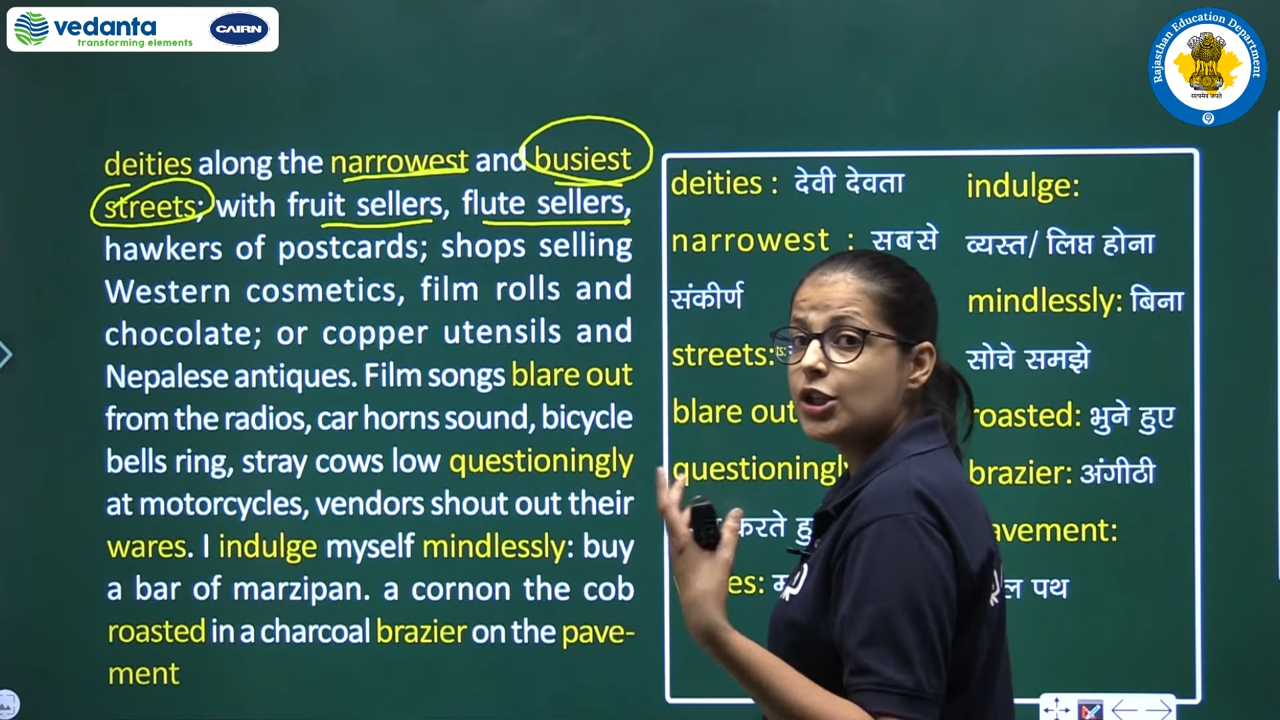 vedanta
transforming elements
CAIRN
Rajasthan Education Department
सत्यमेव जयते
deities along the narrowest and busiest
streets; with fruit sellers, flute sellers,
hawkers of postcards; shops selling
Western cosmetics, film rolls and
chocolate; or copper utensils and
Nepalese antiques. Film songs blare out
from the radios, car horns sound, bicycle
bells ring, stray cows low questioningly
at motorcycles, vendors shout out their
wares. I indulge myself mindlessly: buy
a bar of marzipan. a cornon the cob
roasted in a charcoal brazier on the pave-
ment
deities : देवी देवता
narrowest : सबसे
संकीर्ण
streets:
blare out
questioningly
करते
indulge:
व्यस्त/ लिप्त होना
mindlessly: बिना
सोचे समझे
roasted: भुने हुए
brazier: अंगीठी
पथ